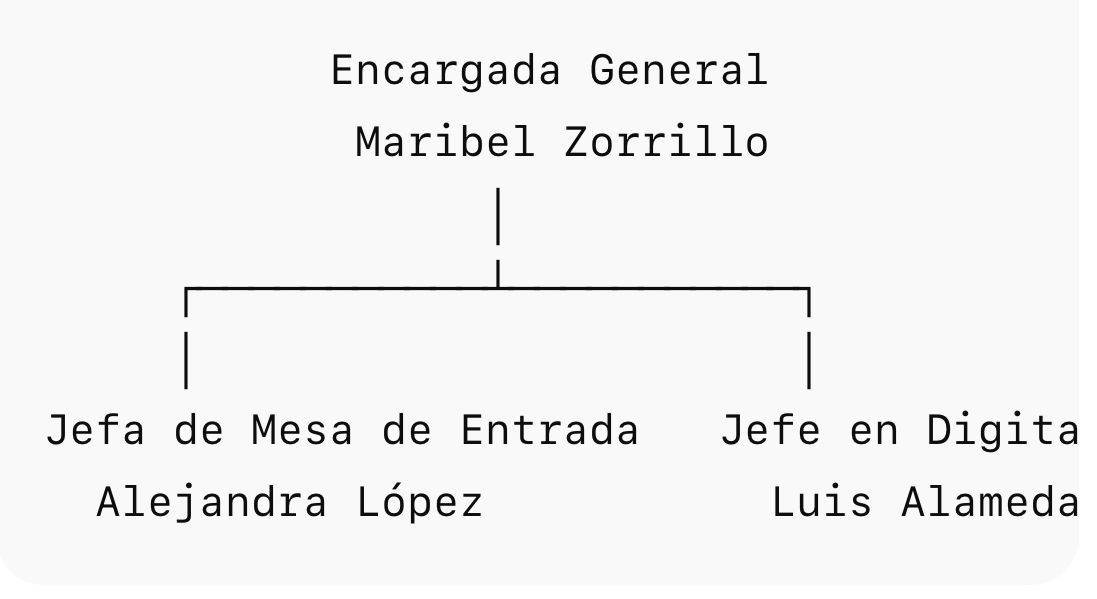 Encargada General
Maribel Zorrillo
Jefa de Mesa de Entrada Jefe en Digita
Alejandra López Luis Alameda